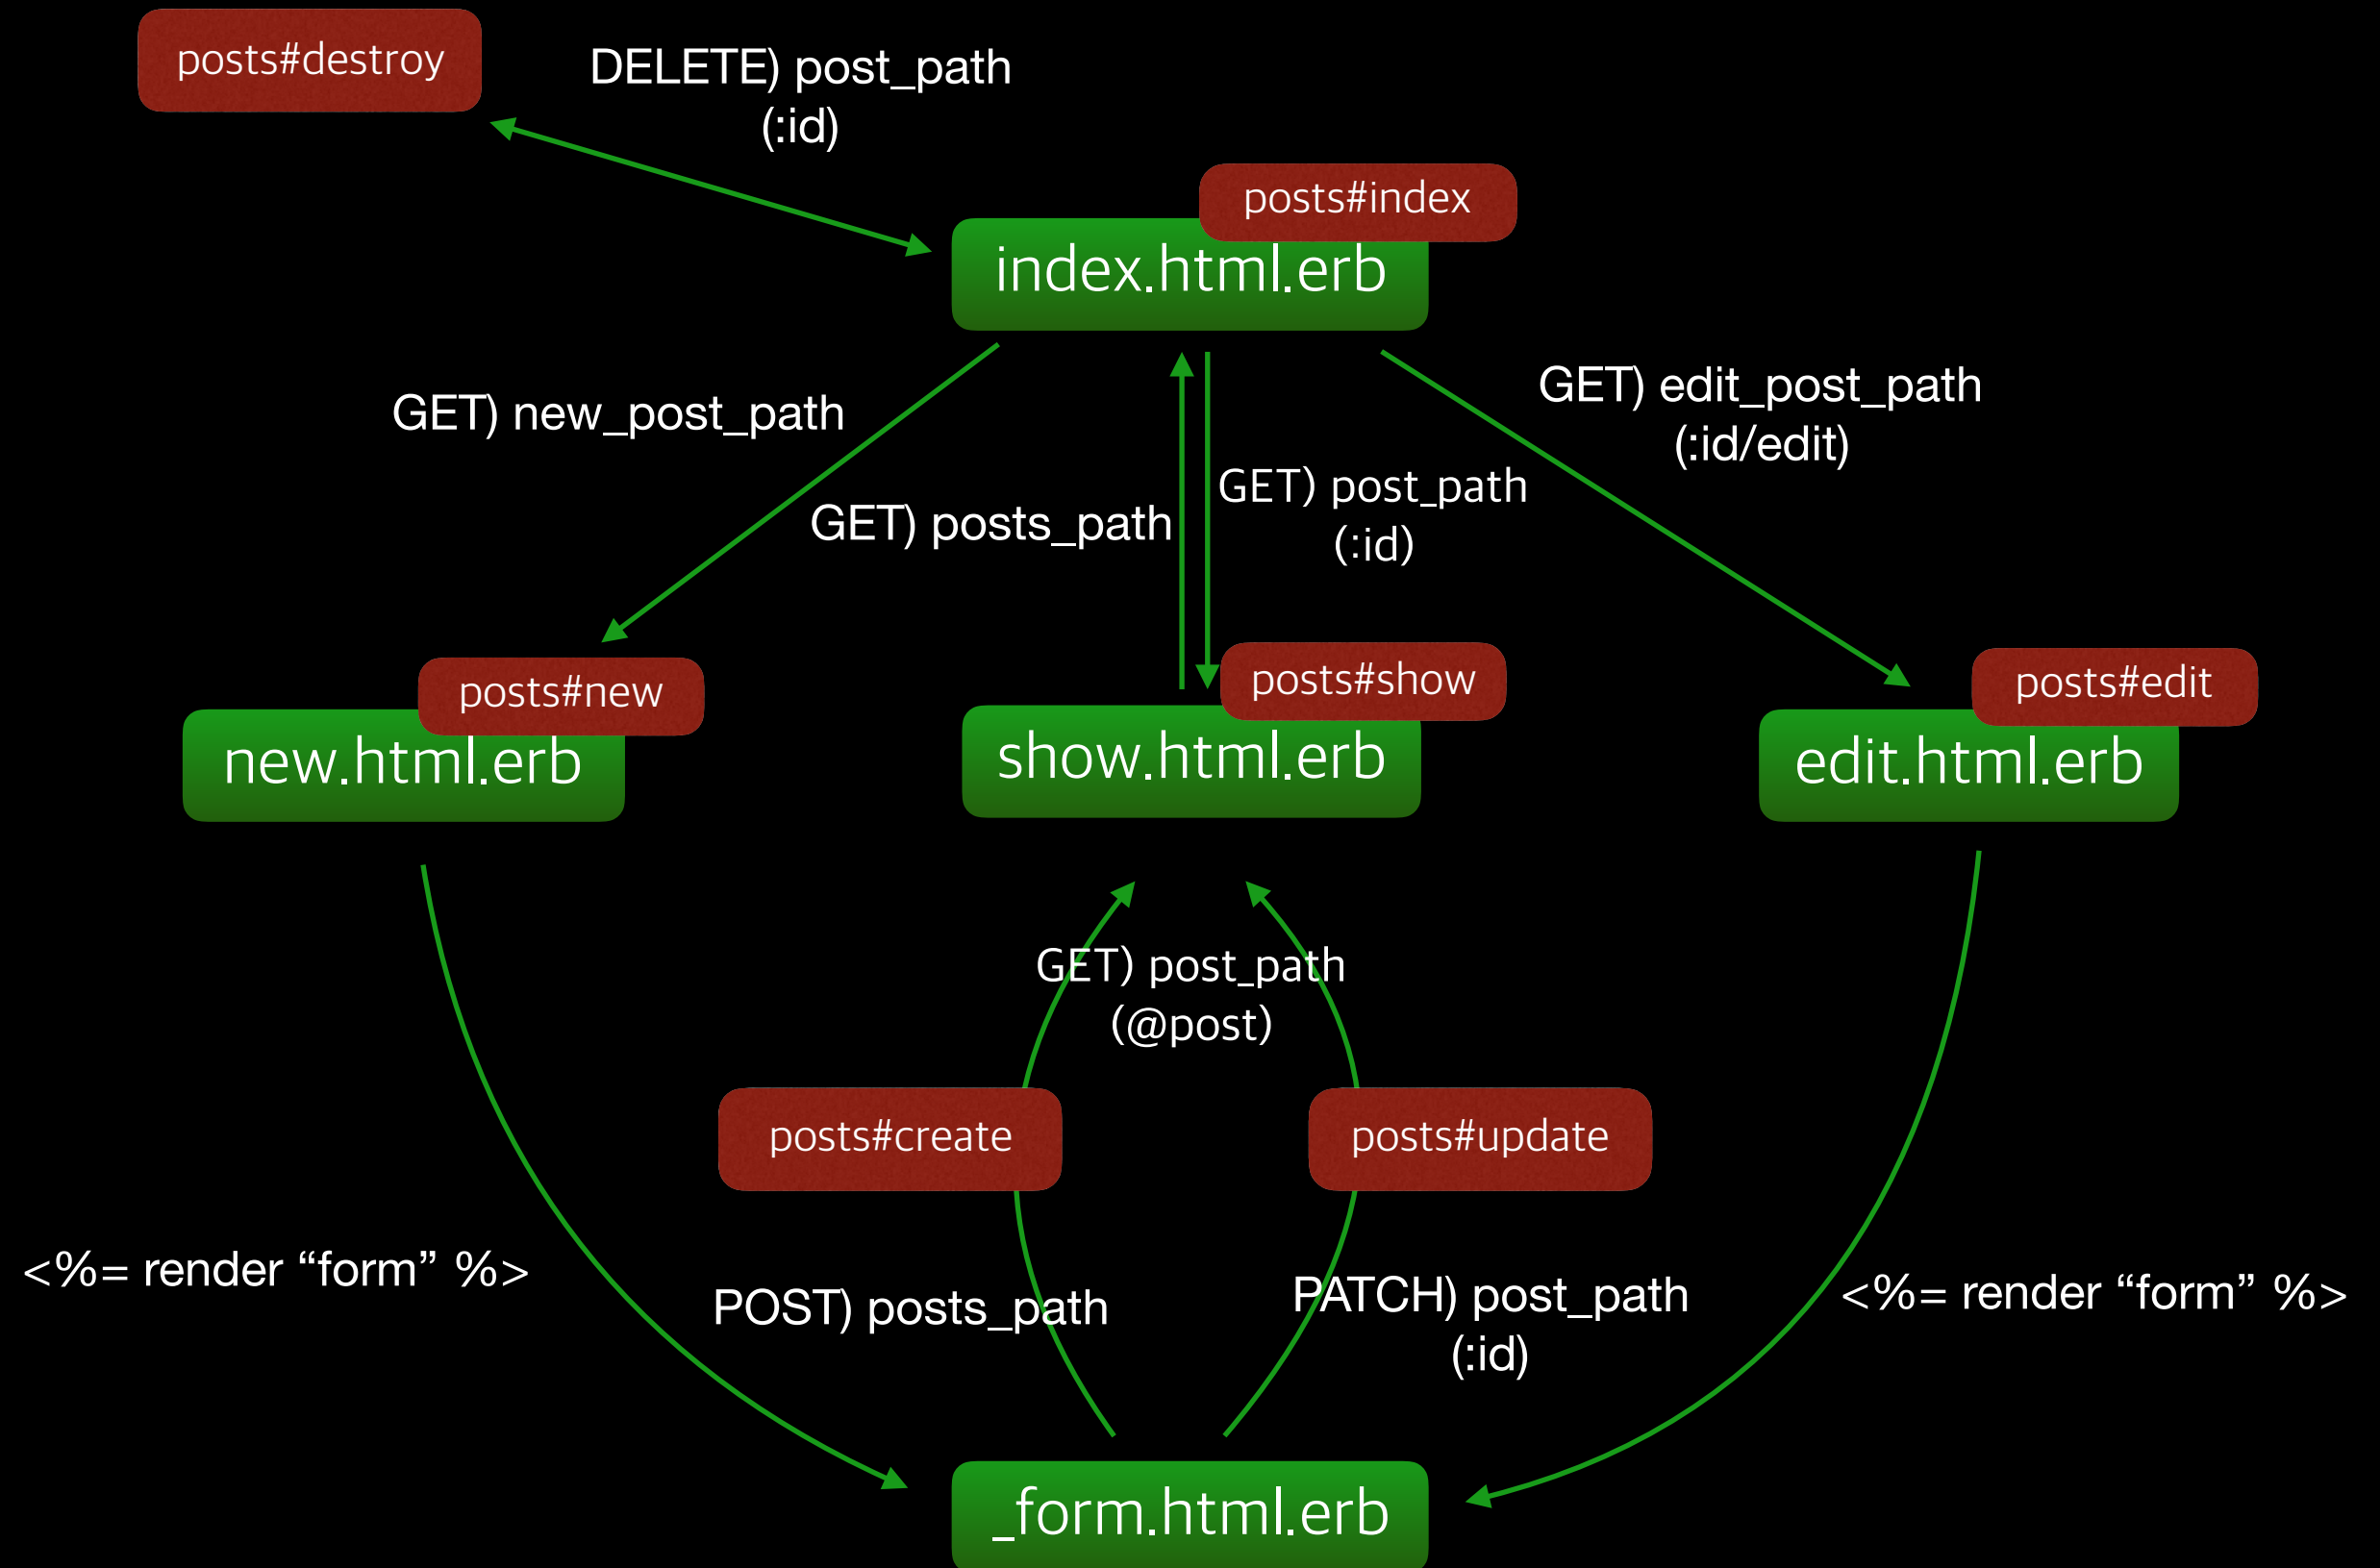 posts#destroy
DELETE) post_path
(:id)
posts#index
index.html.erb
GET) new_post_path
GET) edit_post_path
(:id/edit)
GET) posts_path
GET) post_path
(:id)
posts#new
new.html.erb
posts#show
show.html.erb
posts#edit
edit.html.erb
GET) post_path
(@post)
posts#create
posts#update
<%= render “form” %>
POST) posts_path
PATCH) post_path
(:id)
<%= render “form” %>
_form.html.erb